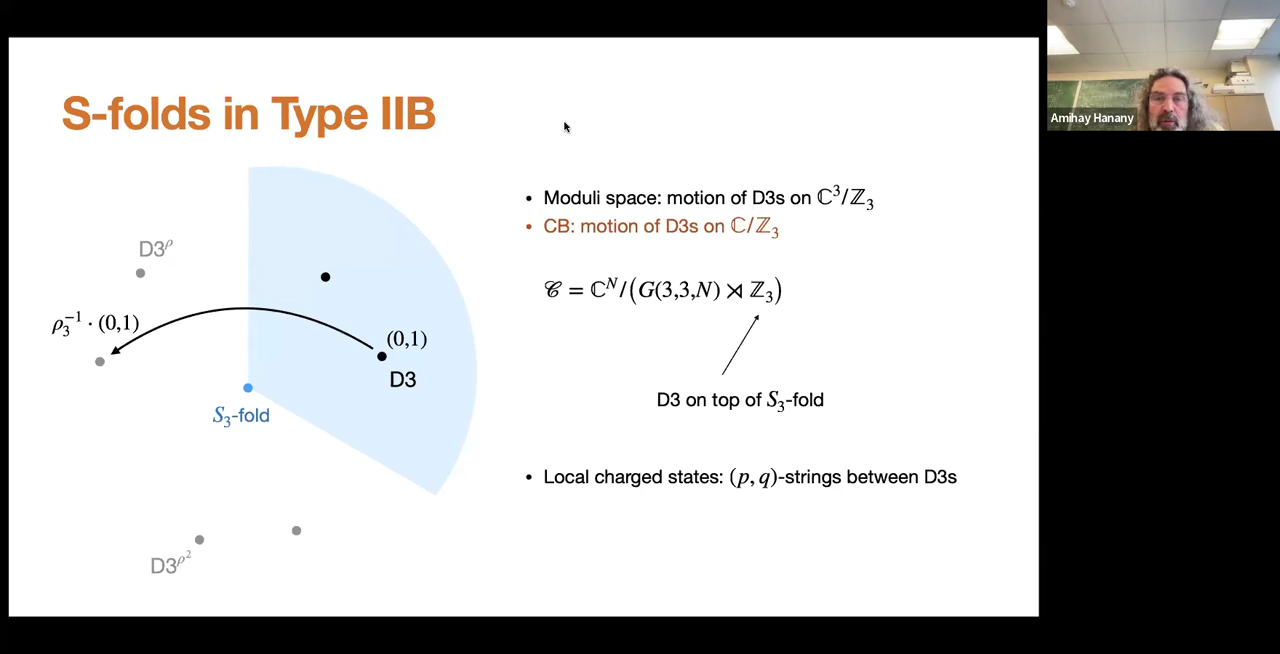 S-folds in Type IIB
Amihay Hanany
• Moduli space: motion of D3s on ℂ³/ℤ₃
• CB: motion of D3s on ℂ/ℤ₃
D3^ρ
𝒞 = ℂᴺ/(G(3,3,N) ⋊ ℤ₃)
ρ₃⁻¹ · (0,1)
(0,1)
D3
D3 on top of S₃-fold
S₃-fold
• Local charged states: (p, q)-strings between D3s
D3^ρ²